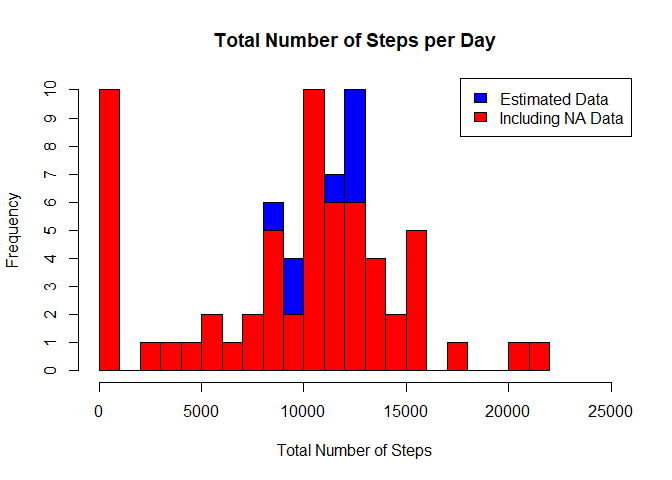 Total Number of Steps per Day
Estimated Data
Including NA Data
Frequency
10
9
8
7
6
5
4
3
2
1
0
0 5000 10000 15000 20000 25000
Total Number of Steps